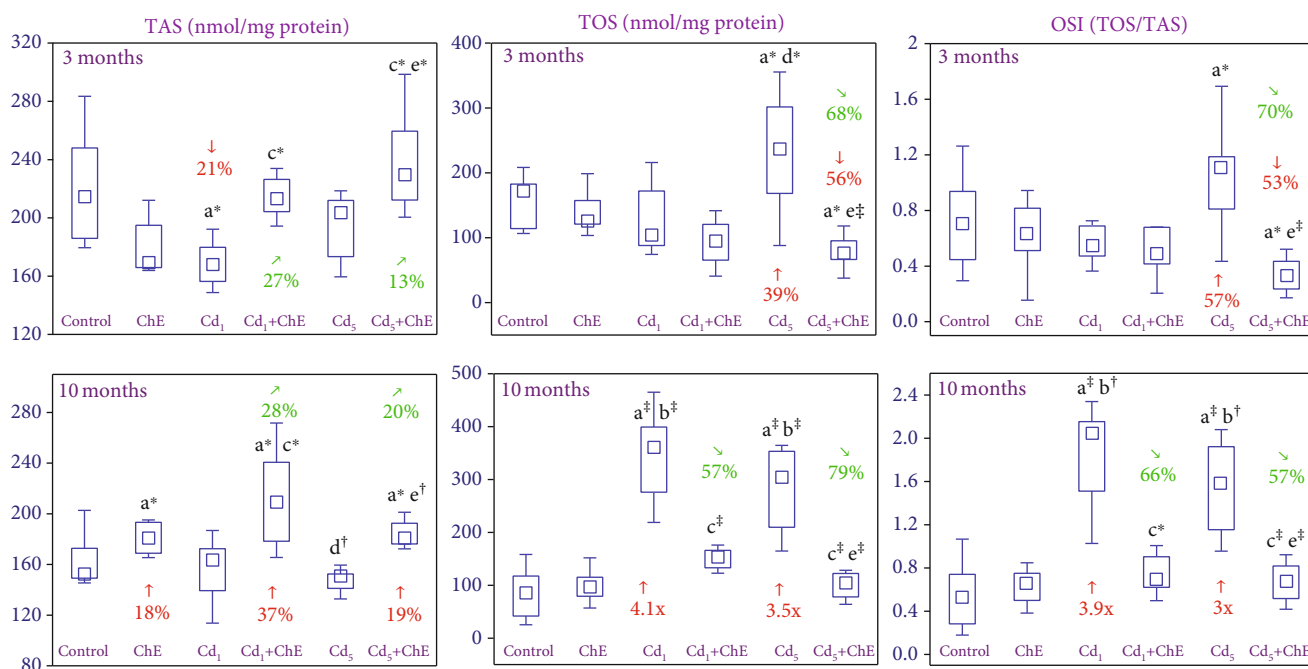 TAS (nmol/mg protein)
320
280
240
200
160
120
3 months
↓
21%
a*
c*
↗
27%
c* e*
↗
13%
Control ChE Cd₁ Cd₁+ChE Cd₅ Cd₅+ChE
TOS (nmol/mg protein)
400
300
200
100
0
3 months
a* d*
↑
39%
↘
68%
↓
56%
a* e‡
Control ChE Cd₁ Cd₁+ChE Cd₅ Cd₅+ChE
OSI (TOS/TAS)
2
1.6
1.2
0.8
0.4
0.0
3 months
a*
↑
57%
↘
70%
↓
53%
a* e‡
Control ChE Cd₁ Cd₁+ChE Cd₅ Cd₅+ChE
280
240
200
160
120
80
10 months
a*
↑
18%
↗
28%
a* c*
↑
37%
d†
↗
20%
a* e†
↑
19%
Control ChE Cd₁ Cd₁+ChE Cd₅ Cd₅+ChE
500
400
300
200
100
0
10 months
a‡ b‡
↑
4.1x
↘
57%
c‡
a‡ b‡
↑
3.5x
↘
79%
c‡ e‡
Control ChE Cd₁ Cd₁+ChE Cd₅ Cd₅+ChE
2.4
2.0
1.6
1.2
0.8
0.4
0.0
10 months
a‡ b†
↑
3.9x
↘
66%
c*
a‡ b†
↑
3x
↘
57%
c‡ e‡
Control ChE Cd₁ Cd₁+ChE Cd₅ Cd₅+ChE